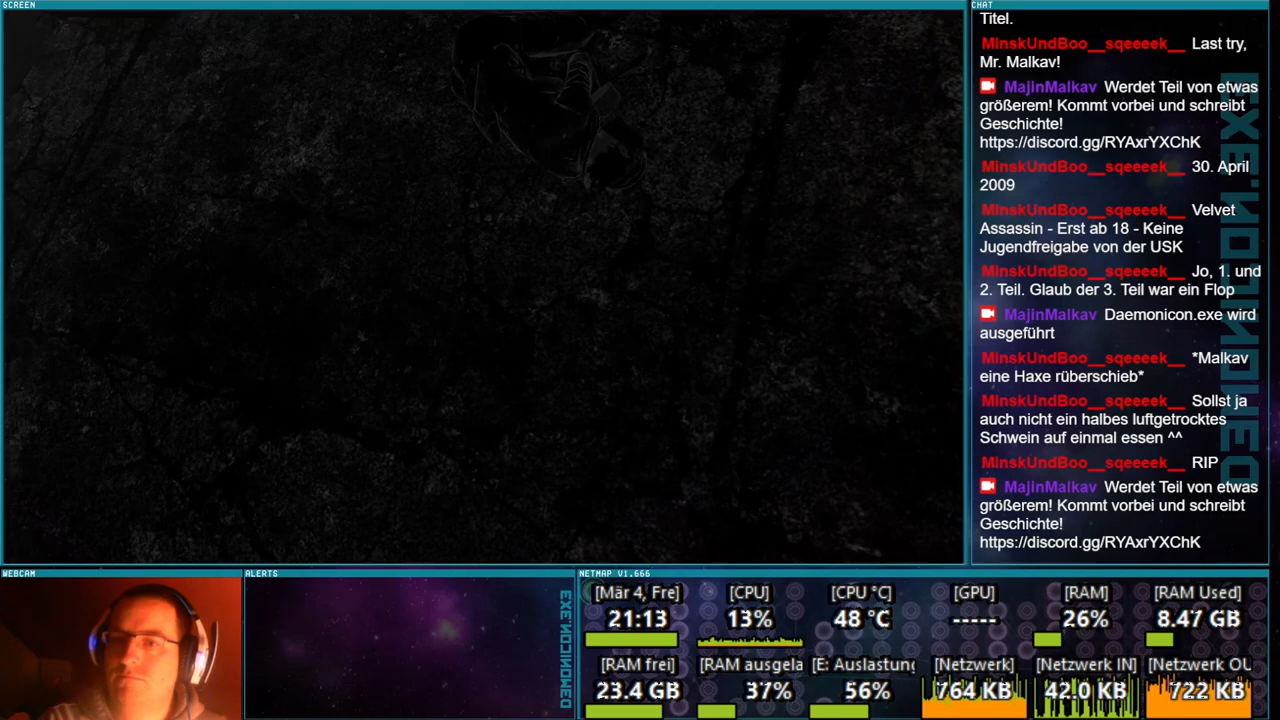 SCREEN
CHAT
Titel.
MinskUndBoo__sqeeeek__ Last try,
Mr. Malkav!
MajinMalkav Werdet Teil von etwas
größerem! Kommt vorbei und schreibt
Geschichte!
https://discord.gg/RYAxrYXChK
MinskUndBoo__sqeeeek__ 30. April
2009
MinskUndBoo__sqeeeek__ Velvet
Assassin - Erst ab 18 - Keine
Jugendfreigabe von der USK
MinskUndBoo__sqeeeek__ Jo, 1. und
2. Teil. Glaub der 3. Teil war ein Flop
MajinMalkav Daemonicon.exe wird
ausgeführt
MinskUndBoo__sqeeeek__ *Malkav
eine Haxe rüberschieb*
MinskUndBoo__sqeeeek__ Sollst ja
auch nicht ein halbes luftgetrocktes
Schwein auf einmal essen ^^
MinskUndBoo__sqeeeek__ RIP
MajinMalkav Werdet Teil von etwas
größerem! Kommt vorbei und schreibt
Geschichte!
https://discord.gg/RYAxrYXChK
WEBCAM
ALERTS
NETMAP V1.666
[Mär 4, Fre] [CPU] [CPU °C] [GPU] [RAM] [RAM Used]
21:13 13% 48 °C ----- 26% 8.47 GB
[RAM frei] [RAM ausgela [E: Auslastung [Netzwerk] [Netzwerk IN] [Netzwerk OU
23.4 GB 37% 56% 764 KB 42.0 KB 722 KB